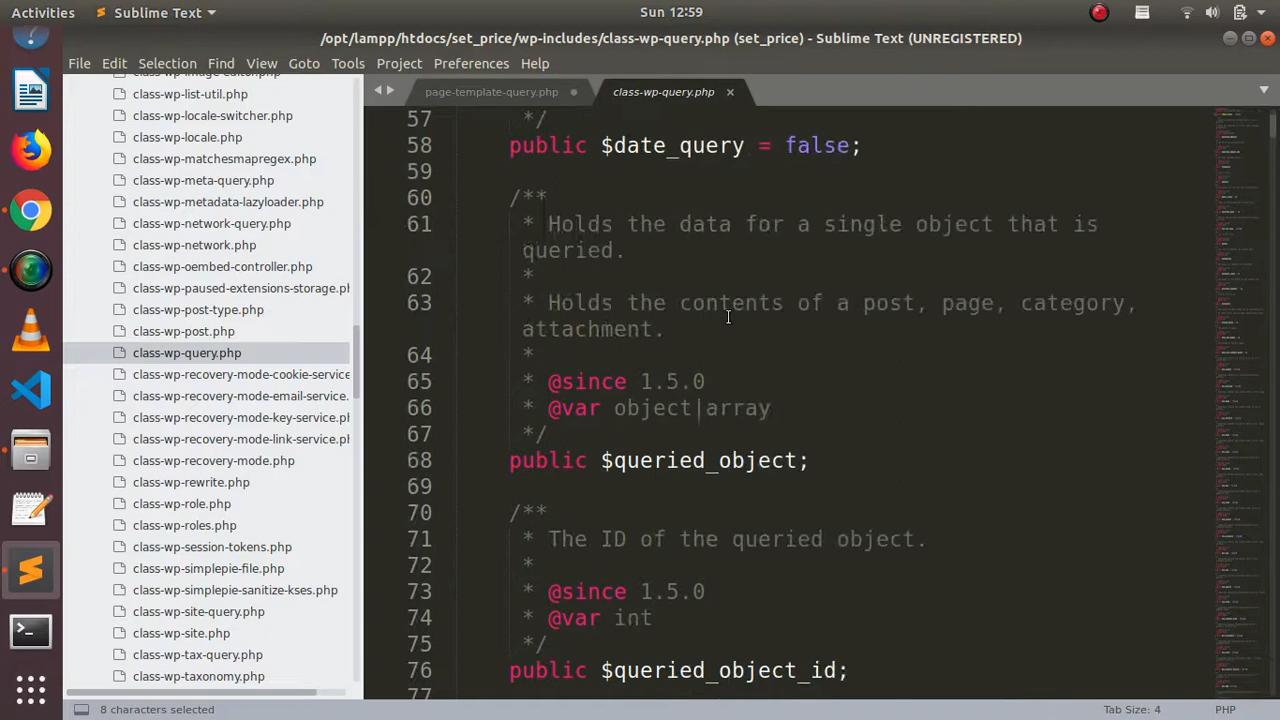 Activities
Sublime Text
Sun 12:59
/opt/lampp/htdocs/set_price/wp-includes/class-wp-query.php (set_price) - Sublime Text (UNREGISTERED)
File Edit Selection Find View Goto Tools Project Preferences Help
class-wp-image-editor.php
class-wp-list-util.php
class-wp-locale-switcher.php
class-wp-locale.php
class-wp-matchesmapregex.php
class-wp-meta-query.php
class-wp-metadata-lazyloader.php
class-wp-network-query.php
class-wp-network.php
class-wp-oembed-controller.php
class-wp-paused-extensions-storage.ph
class-wp-post-type.php
class-wp-post.php
class-wp-query.php
class-wp-recovery-mode-cookie-service
class-wp-recovery-mode-email-service.
class-wp-recovery-mode-key-service.ph
class-wp-recovery-mode-link-service.ph
class-wp-recovery-mode.php
class-wp-rewrite.php
class-wp-role.php
class-wp-roles.php
class-wp-session-tokens.php
class-wp-simplepie-file.php
class-wp-simplepie-sanitize-kses.php
class-wp-site-query.php
class-wp-site.php
class-wp-tax-query.php
class-wp-taxonomy.php
page-template-query.php
class-wp-query.php
57 */
58 public $date_query = false;
59
60 /**
61 Holds the data for a single object that is
queried.
62 *
63 * Holds the contents of a post, page, category,
attachment.
64 *
65 * @since 1.5.0
66 * @var object|array
67 */
68 public $queried_object;
69
70 /**
71 * The ID of the queried object.
72 *
73 * @since 1.5.0
74 * @var int
75 */
76 public $queried_object_id;
77
8 characters selected
Tab Size: 4
PHP